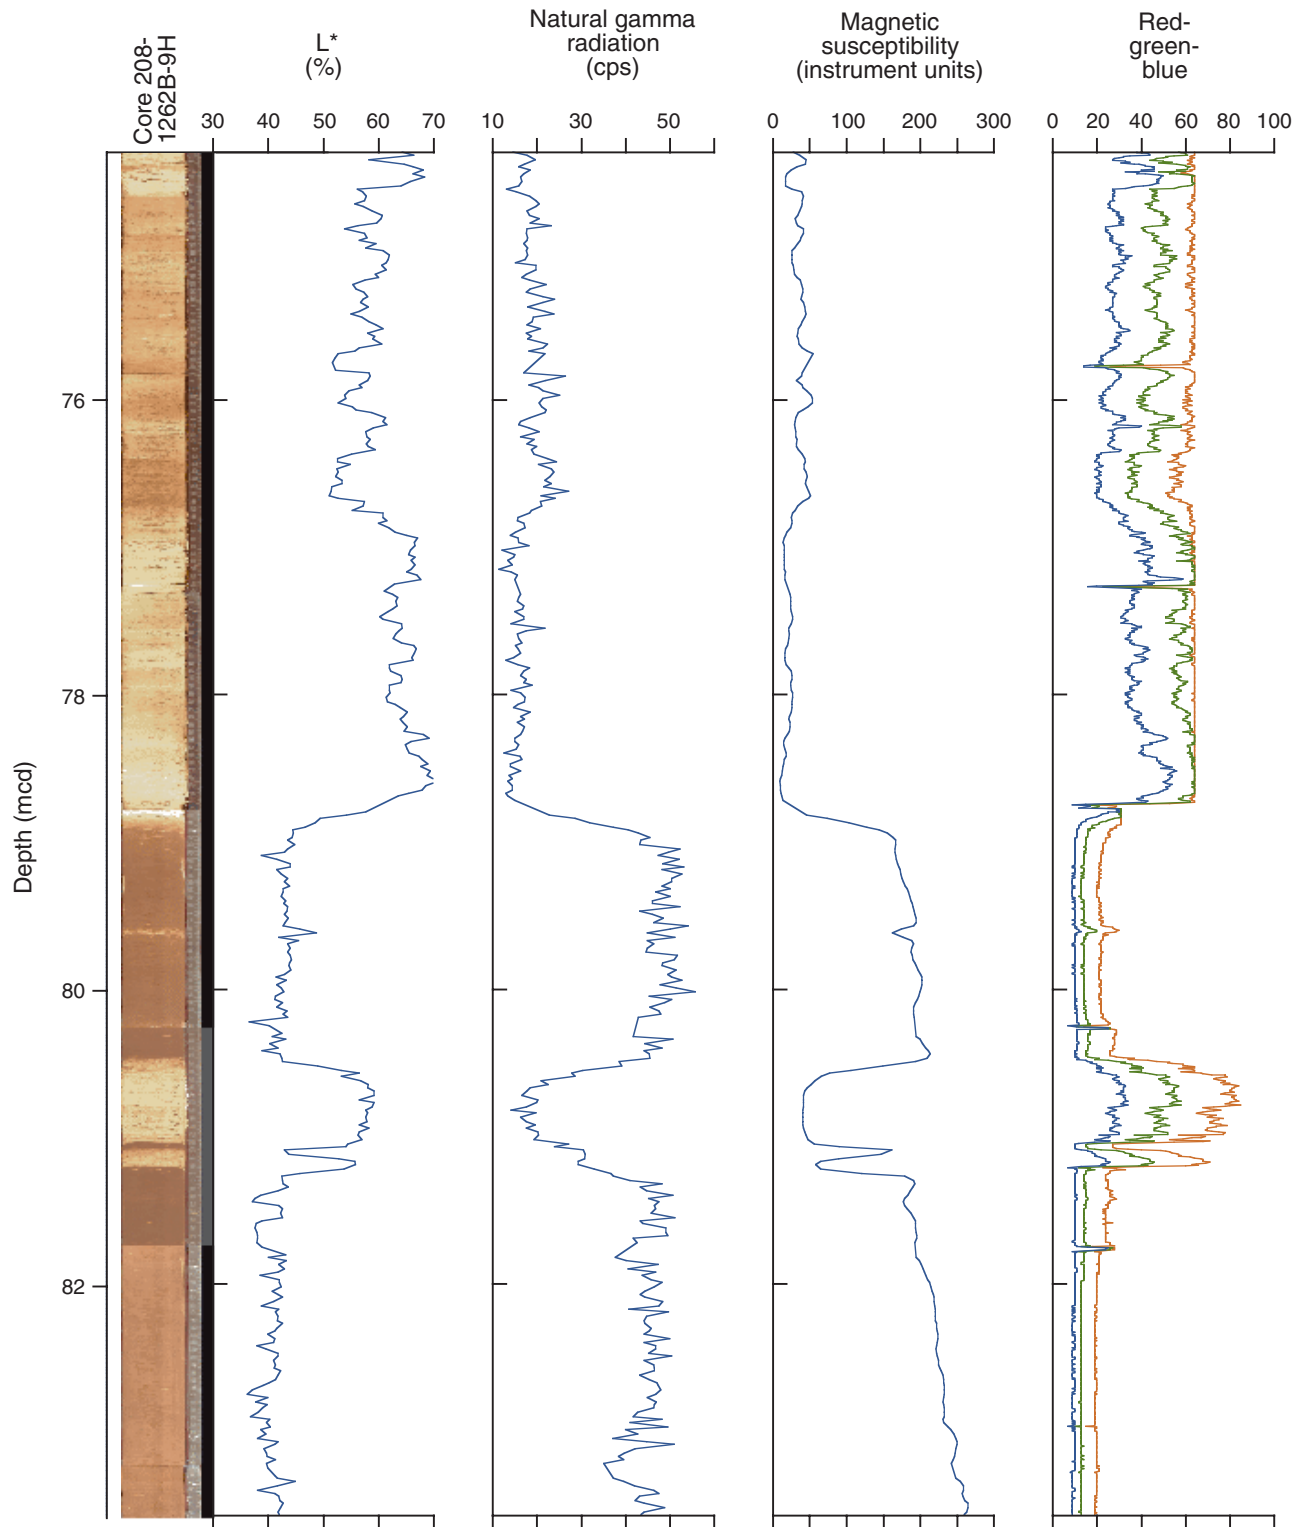 Core 208-
1262B-9H
L*
(%)
Natural gamma
radiation
(cps)
Magnetic
susceptibility
(instrument units)
Red-
green-
blue
30 40 50 60 70
10 30 50
0 100 200 300
0 20 40 60 80 100
76
78
80
82
Depth (mcd)